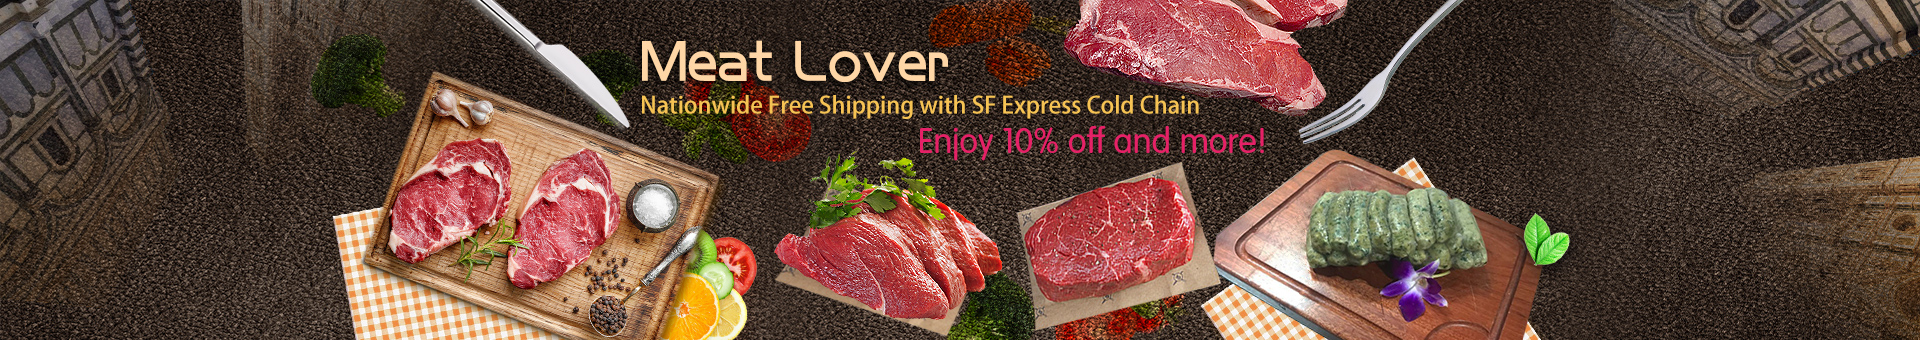 Meat Lover
Nationwide Free Shipping with SF Express Cold Chain
Enjoy 10% off and more!